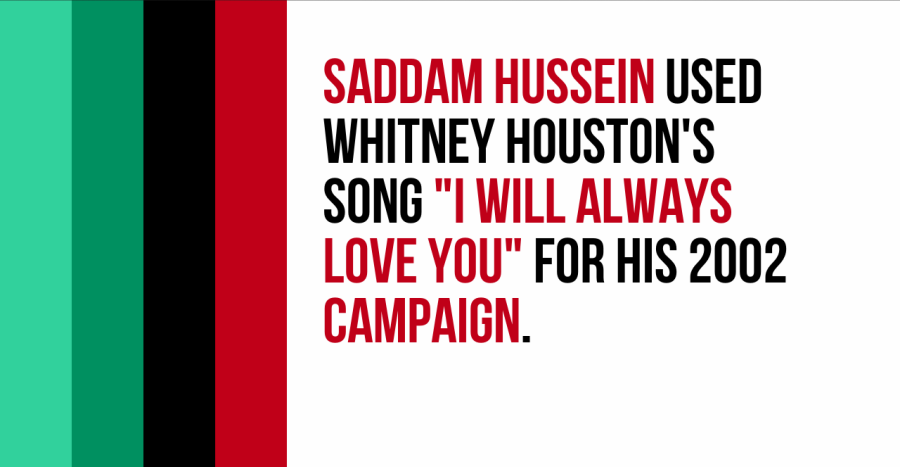 SADDAM HUSSEIN USED
WHITNEY HOUSTON'S
SONG "I WILL ALWAYS
LOVE YOU" FOR HIS 2002
CAMPAIGN.